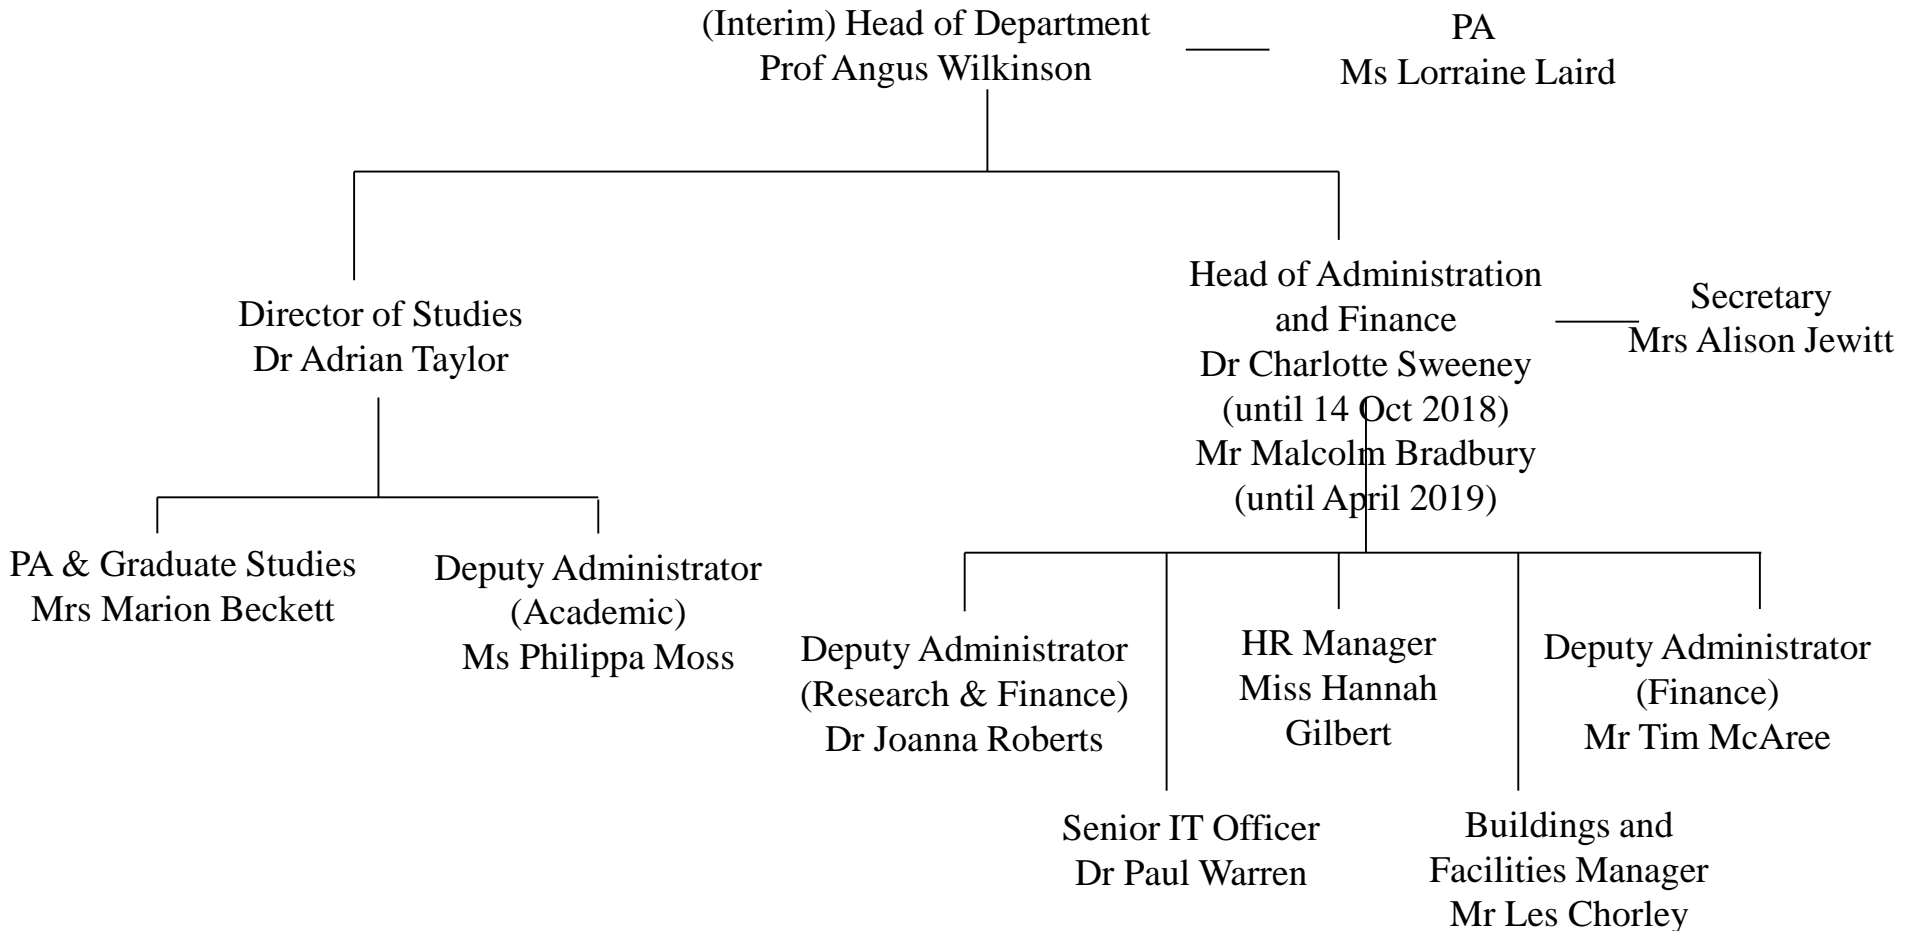 (Interim) Head of Department
Prof Angus Wilkinson
PA
Ms Lorraine Laird
Director of Studies
Dr Adrian Taylor
Head of Administration
and Finance
Dr Charlotte Sweeney
(until 14 Oct 2018)
Mr Malcolm Bradbury
(until April 2019)
Secretary
Mrs Alison Jewitt
PA & Graduate Studies
Mrs Marion Beckett
Deputy Administrator
(Academic)
Ms Philippa Moss
Deputy Administrator
(Research & Finance)
Dr Joanna Roberts
HR Manager
Miss Hannah
Gilbert
Deputy Administrator
(Finance)
Mr Tim McAree
Senior IT Officer
Dr Paul Warren
Buildings and
Facilities Manager
Mr Les Chorley